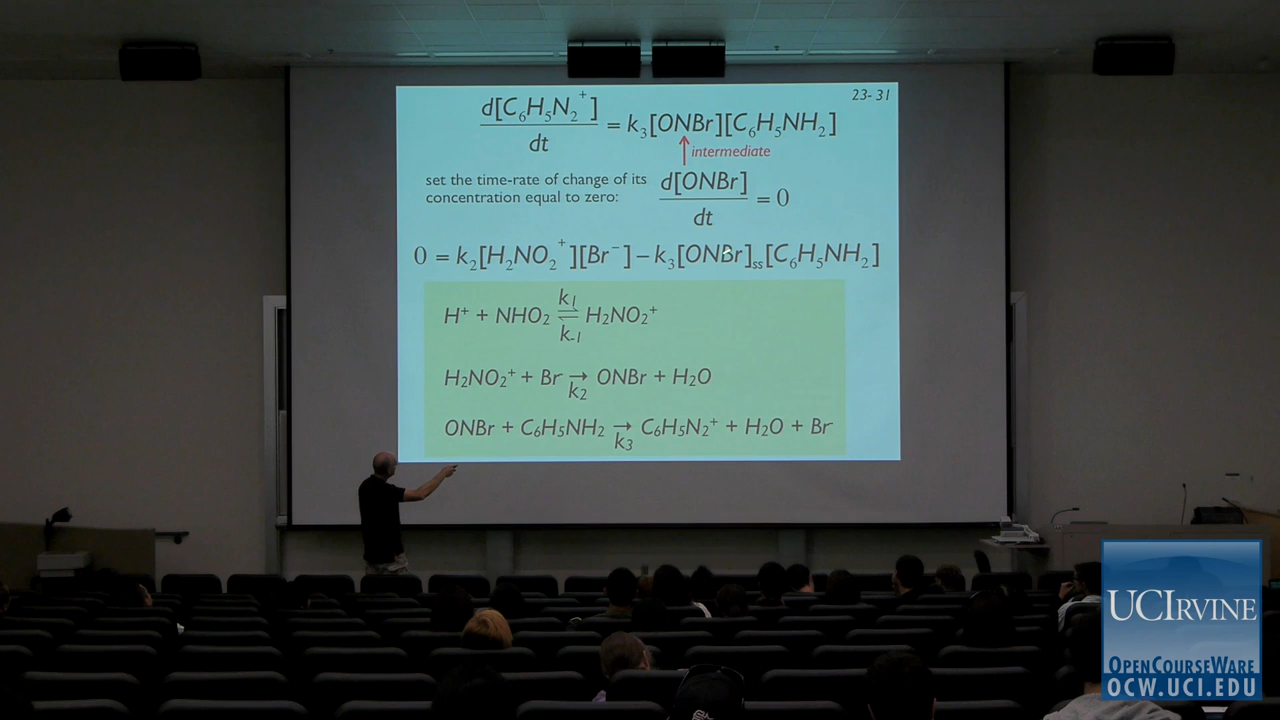 23- 31
d[C₆H₅N₂⁺]
dt
= k₃[ONBr][C₆H₅NH₂]
intermediate
set the time-rate of change of its
concentration equal to zero:
d[ONBr]
dt
= 0
0 = k₂[H₂NO₂⁺][Br⁻] – k₃[ONBr]ₛₛ[C₆H₅NH₂]
k₁
H⁺ + NHO₂ ⇌ H₂NO₂⁺
k₋₁
H₂NO₂⁺ + Br → ONBr + H₂O
k₂
ONBr + C₆H₅NH₂ → C₆H₅N₂⁺ + H₂O + Br
k₃
UCIRVINE
OPENCOURSEWARE
OCW.UCI.EDU